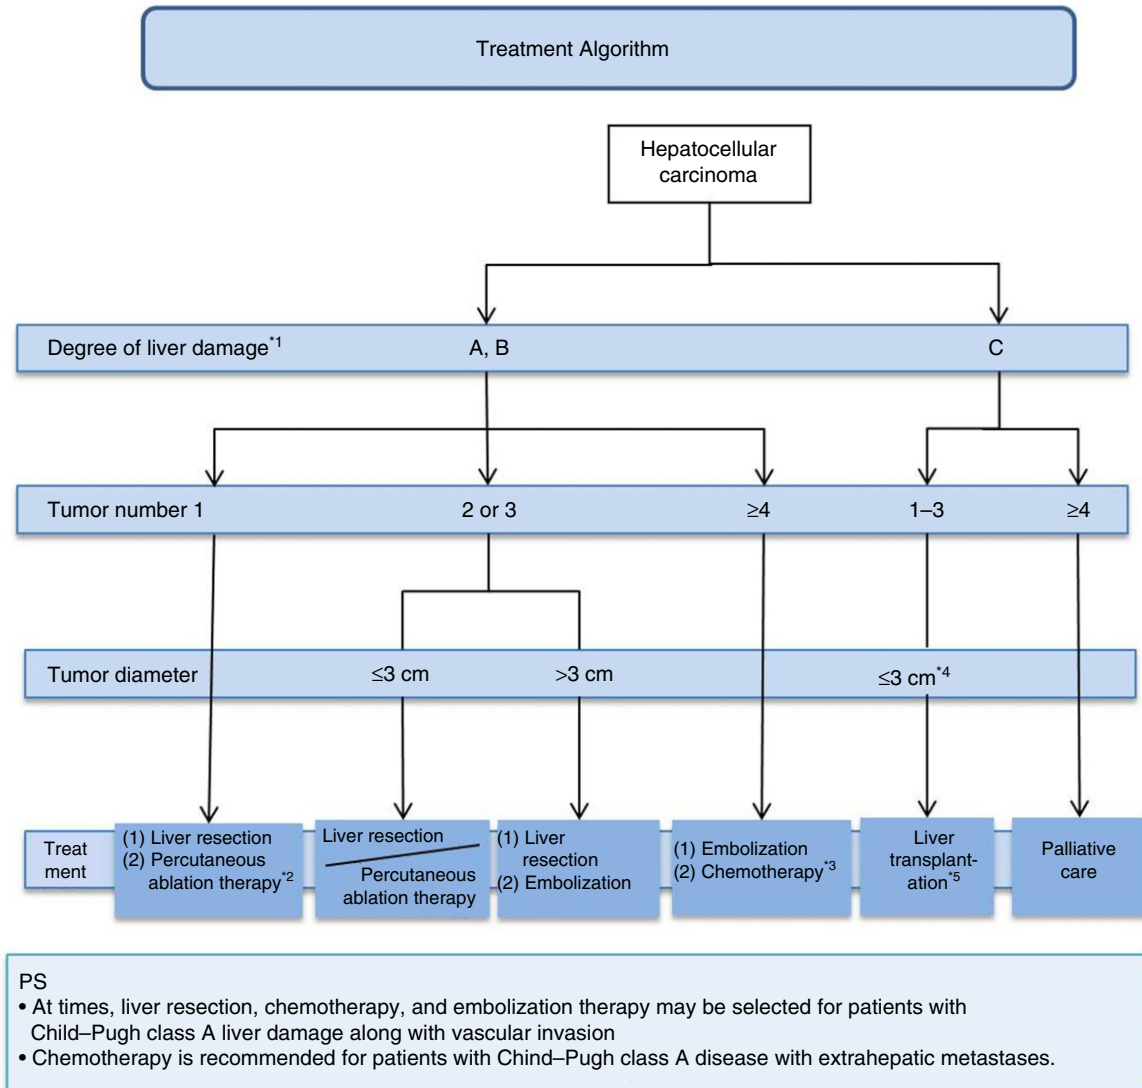 Treatment Algorithm
Hepatocellular
carcinoma
Degree of liver damage*1 A, B C
Tumor number 1 2 or 3 ≥4 1–3 ≥4
Tumor diameter ≤3 cm >3 cm ≤3 cm*4
Treat
ment
(1) Liver resection
(2) Percutaneous
ablation therapy*2
Liver resection
Percutaneous
ablation therapy
(1) Liver
resection
(2) Embolization
(1) Embolization
(2) Chemotherapy*3
Liver
transplant-
ation*5
Palliative
care
PS
• At times, liver resection, chemotherapy, and embolization therapy may be selected for patients with
Child–Pugh class A liver damage along with vascular invasion
• Chemotherapy is recommended for patients with Chind–Pugh class A disease with extrahepatic metastases.